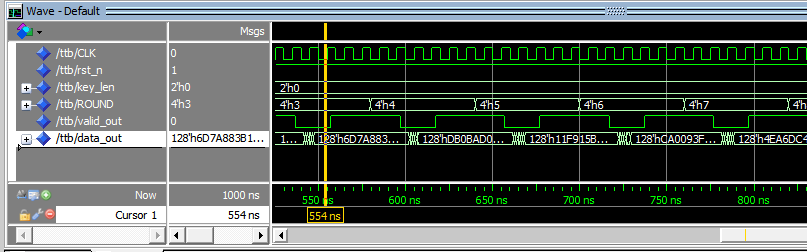 Wave - Default
Msgs
/ttb/CLK 0
/ttb/rst_n 1
/ttb/key_len 2'h0 2'h0
/ttb/ROUND 4'h3 4'h3 4'h4 4'h5 4'h6 4'h7 4'h8
/ttb/valid_out 0
/ttb/data_out 128'h6D7A883B1... 1... 128'h6D7A883... 128'hDB0BAD0... 128'h11F915B... 128'hCA0093F... 128'h4EA6DC4
Now 1000 ns 550 ns 600 ns 650 ns 700 ns 750 ns 800 ns
Cursor 1 554 ns 554 ns